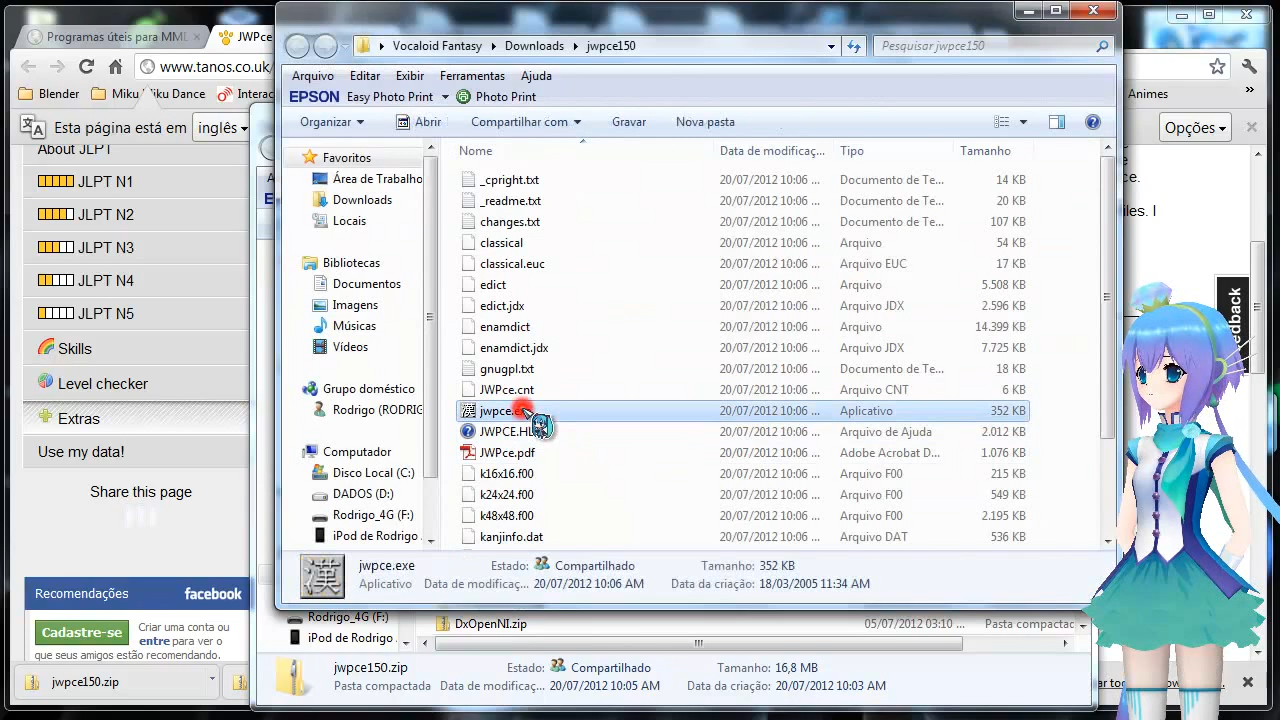 Programas úteis para MMD
JWPce
www.tanos.co.uk/
Blender
Miku Miku Dance
Interac
Animes
Esta página está em
inglês
Opções
About JLPT
JLPT N1
JLPT N2
JLPT N3
JLPT N4
JLPT N5
Skills
Level checker
Extras
Use my data!
Share this page
Recomendações
facebook
Cadastre-se
Criar uma conta ou
entre para ver o
que seus amigos estão recomendando.
jwpce150.zip
Vocaloid Fantasy
Downloads
jwpce150
Pesquisar jwpce150
Arquivo
Editar
Exibir
Ferramentas
Ajuda
EPSON
Easy Photo Print
Photo Print
Organizar
Abrir
Compartilhar com
Gravar
Nova pasta
Favoritos
Área de Trabalho
Downloads
Locais
Bibliotecas
Documentos
Imagens
Músicas
Vídeos
Grupo doméstico
Rodrigo (RODRIG
Computador
Disco Local (C:)
DADOS (D:)
Rodrigo_4G (F:)
iPod de Rodrigo
Nome Data de modificaç... Tipo Tamanho
_cpright.txt 20/07/2012 10:06 ... Documento de Te... 14 KB
_readme.txt 20/07/2012 10:06 ... Documento de Te... 20 KB
changes.txt 20/07/2012 10:06 ... Documento de Te... 107 KB
classical 20/07/2012 10:06 ... Arquivo 54 KB
classical.euc 20/07/2012 10:06 ... Arquivo EUC 17 KB
edict 20/07/2012 10:06 ... Arquivo 5.508 KB
edict.jdx 20/07/2012 10:06 ... Arquivo JDX 2.596 KB
enamdict 20/07/2012 10:06 ... Arquivo 14.399 KB
enamdict.jdx 20/07/2012 10:06 ... Arquivo JDX 7.725 KB
gnugpl.txt 20/07/2012 10:06 ... Documento de Te... 18 KB
JWPce.cnt 20/07/2012 10:06 ... Arquivo CNT 6 KB
jwpce.e 20/07/2012 10:06 ... Aplicativo 352 KB
JWPCE.HL 20/07/2012 10:06 ... Arquivo de Ajuda 2.012 KB
JWPce.pdf 20/07/2012 10:06 ... Adobe Acrobat D... 1.076 KB
k16x16.f00 20/07/2012 10:06 ... Arquivo F00 215 KB
k24x24.f00 20/07/2012 10:06 ... Arquivo F00 549 KB
k48x48.f00 20/07/2012 10:06 ... Arquivo F00 2.195 KB
kanjinfo.dat 20/07/2012 10:06 ... Arquivo DAT 536 KB
漢
jwpce.exe Estado: Compartilhado Tamanho: 352 KB
Aplicativo Data de modificaç... 20/07/2012 10:06 AM Data da criação: 18/03/2005 11:34 AM
Rodrigo_4G (F:)
iPod de Rodrigo
DxOpenNI.zip 05/07/2012 03:10 ... Pasta compactac
jwpce150.zip Estado: Compartilhado Tamanho: 16,8 MB
Pasta compactada Data de modificaç... 20/07/2012 10:05 AM Data da criação: 20/07/2012 10:03 AM
ce.
iles. I
edback